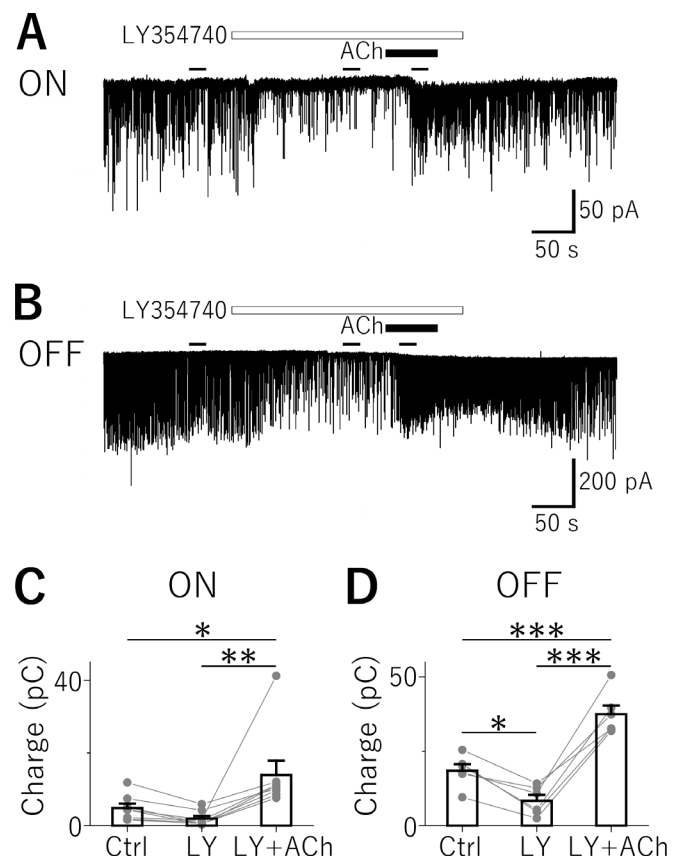 A
LY354740
ACh
ON
50 pA
50 s
B
LY354740
ACh
OFF
200 pA
50 s
C
ON
*
**
Charge (pC)
40
0
Ctrl
LY
LY+ACh
D
OFF
***
***
*
Charge (pC)
50
0
Ctrl
LY
LY+ACh